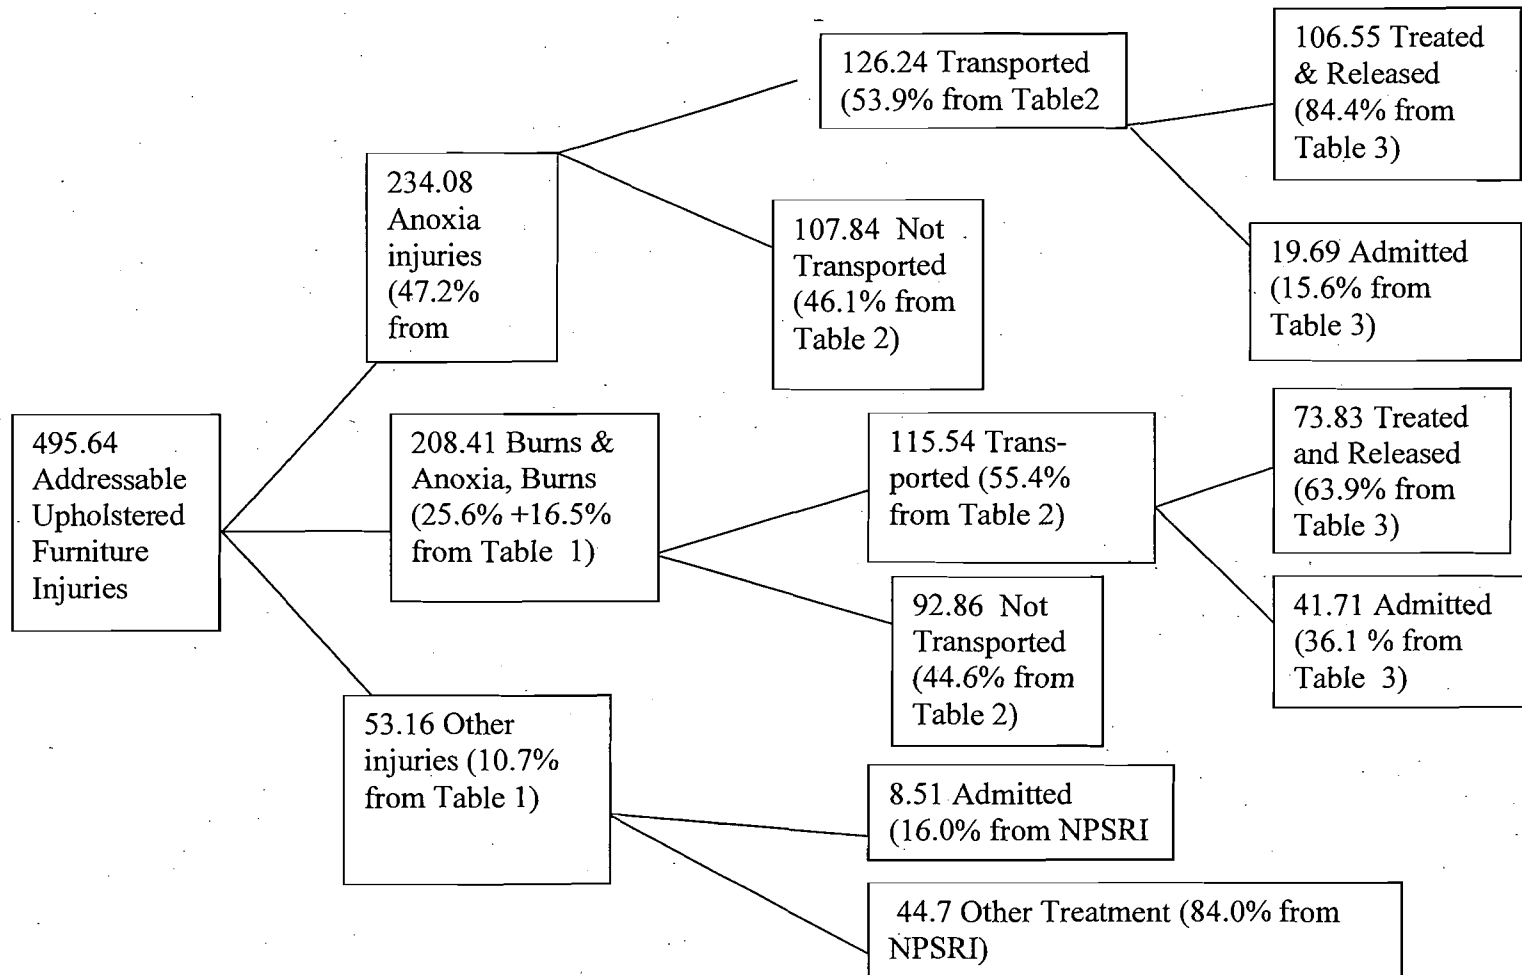 495.64
Addressable
Upholstered
Furniture
Injuries
234.08
Anoxia
injuries
(47.2%
from
126.24 Transported
(53.9% from Table2
106.55 Treated
& Released
(84.4% from
Table 3)
19.69 Admitted
(15.6% from
Table 3)
107.84 Not
Transported
(46.1% from
Table 2)
208.41 Burns &
Anoxia, Burns
(25.6% +16.5%
from Table 1)
115.54 Trans-
ported (55.4%
from Table 2)
73.83 Treated
and Released
(63.9% from
Table 3)
41.71 Admitted
(36.1 % from
Table 3)
92.86 Not
Transported
(44.6% from
Table 2)
53.16 Other
injuries (10.7%
from Table 1)
8.51 Admitted
(16.0% from NPSRI
44.7 Other Treatment (84.0% from
NPSRI)